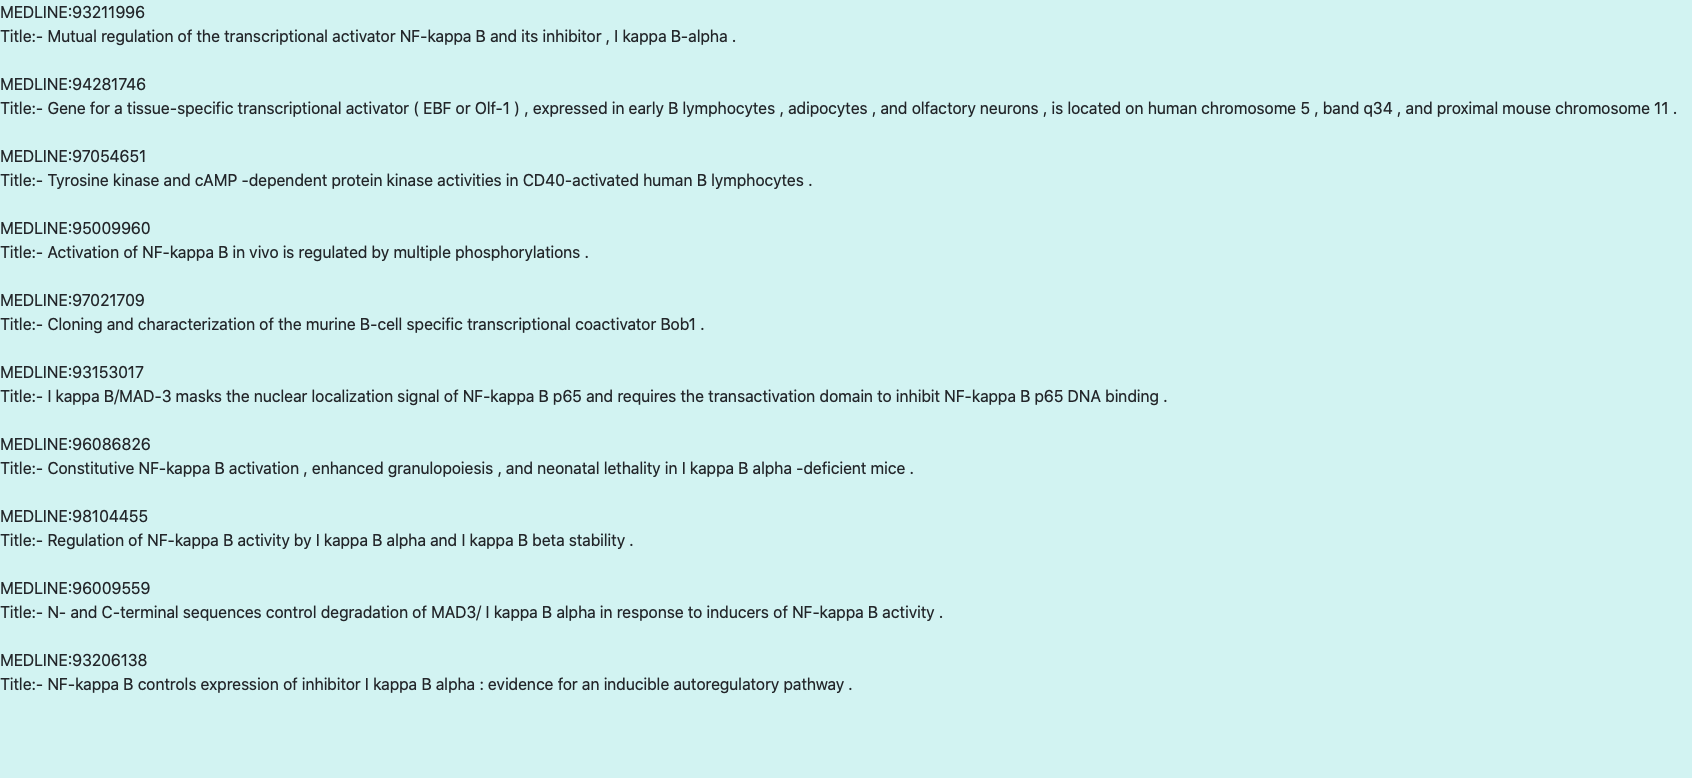 MEDLINE:93211996
Title:- Mutual regulation of the transcriptional activator NF-kappa B and its inhibitor , I kappa B-alpha .
MEDLINE:94281746
Title:- Gene for a tissue-specific transcriptional activator ( EBF or Olf-1 ) , expressed in early B lymphocytes , adipocytes , and olfactory neurons , is located on human chromosome 5 , band q34 , and proximal mouse chromosome 11 .
MEDLINE:97054651
Title:- Tyrosine kinase and cAMP -dependent protein kinase activities in CD40-activated human B lymphocytes .
MEDLINE:95009960
Title:- Activation of NF-kappa B in vivo is regulated by multiple phosphorylations .
MEDLINE:97021709
Title:- Cloning and characterization of the murine B-cell specific transcriptional coactivator Bob1 .
MEDLINE:93153017
Title:- I kappa B/MAD-3 masks the nuclear localization signal of NF-kappa B p65 and requires the transactivation domain to inhibit NF-kappa B p65 DNA binding .
MEDLINE:96086826
Title:- Constitutive NF-kappa B activation , enhanced granulopoiesis , and neonatal lethality in I kappa B alpha -deficient mice .
MEDLINE:98104455
Title:- Regulation of NF-kappa B activity by I kappa B alpha and I kappa B beta stability .
MEDLINE:96009559
Title:- N- and C-terminal sequences control degradation of MAD3/ I kappa B alpha in response to inducers of NF-kappa B activity .
MEDLINE:93206138
Title:- NF-kappa B controls expression of inhibitor I kappa B alpha : evidence for an inducible autoregulatory pathway .